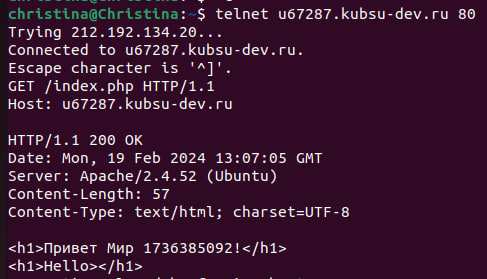 christina@Christina:~$ telnet u67287.kubsu-dev.ru 80
Trying 212.192.134.20...
Connected to u67287.kubsu-dev.ru.
Escape character is '^]'.
GET /index.php HTTP/1.1
Host: u67287.kubsu-dev.ru

HTTP/1.1 200 OK
Date: Mon, 19 Feb 2024 13:07:05 GMT
Server: Apache/2.4.52 (Ubuntu)
Content-Length: 57
Content-Type: text/html; charset=UTF-8

<h1>Привет Мир 1736385092!</h1>
<h1>Hello></h1>